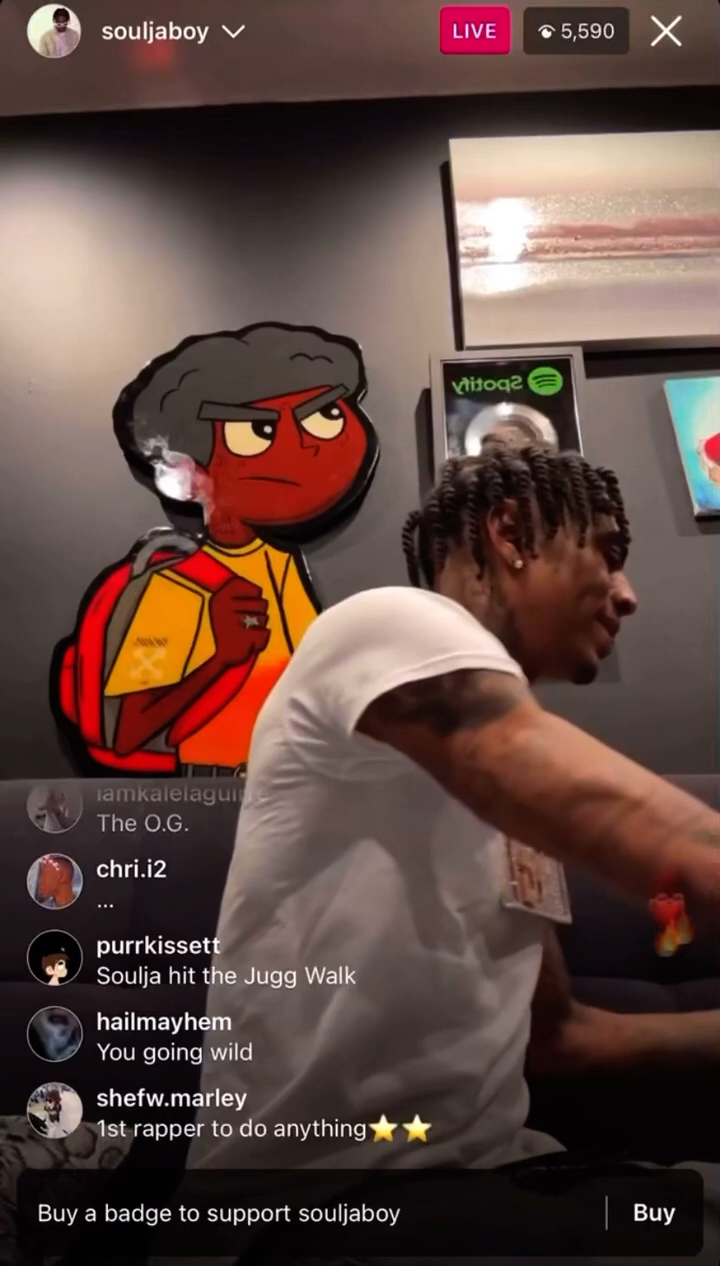 souljaboy
LIVE
5,590
Spotify
The O.G.
chri.i2
...
purrkissett
Soulja hit the Jugg Walk
hailmayhem
You going wild
shefw.marley
1st rapper to do anything⭐⭐
Buy a badge to support souljaboy
Buy